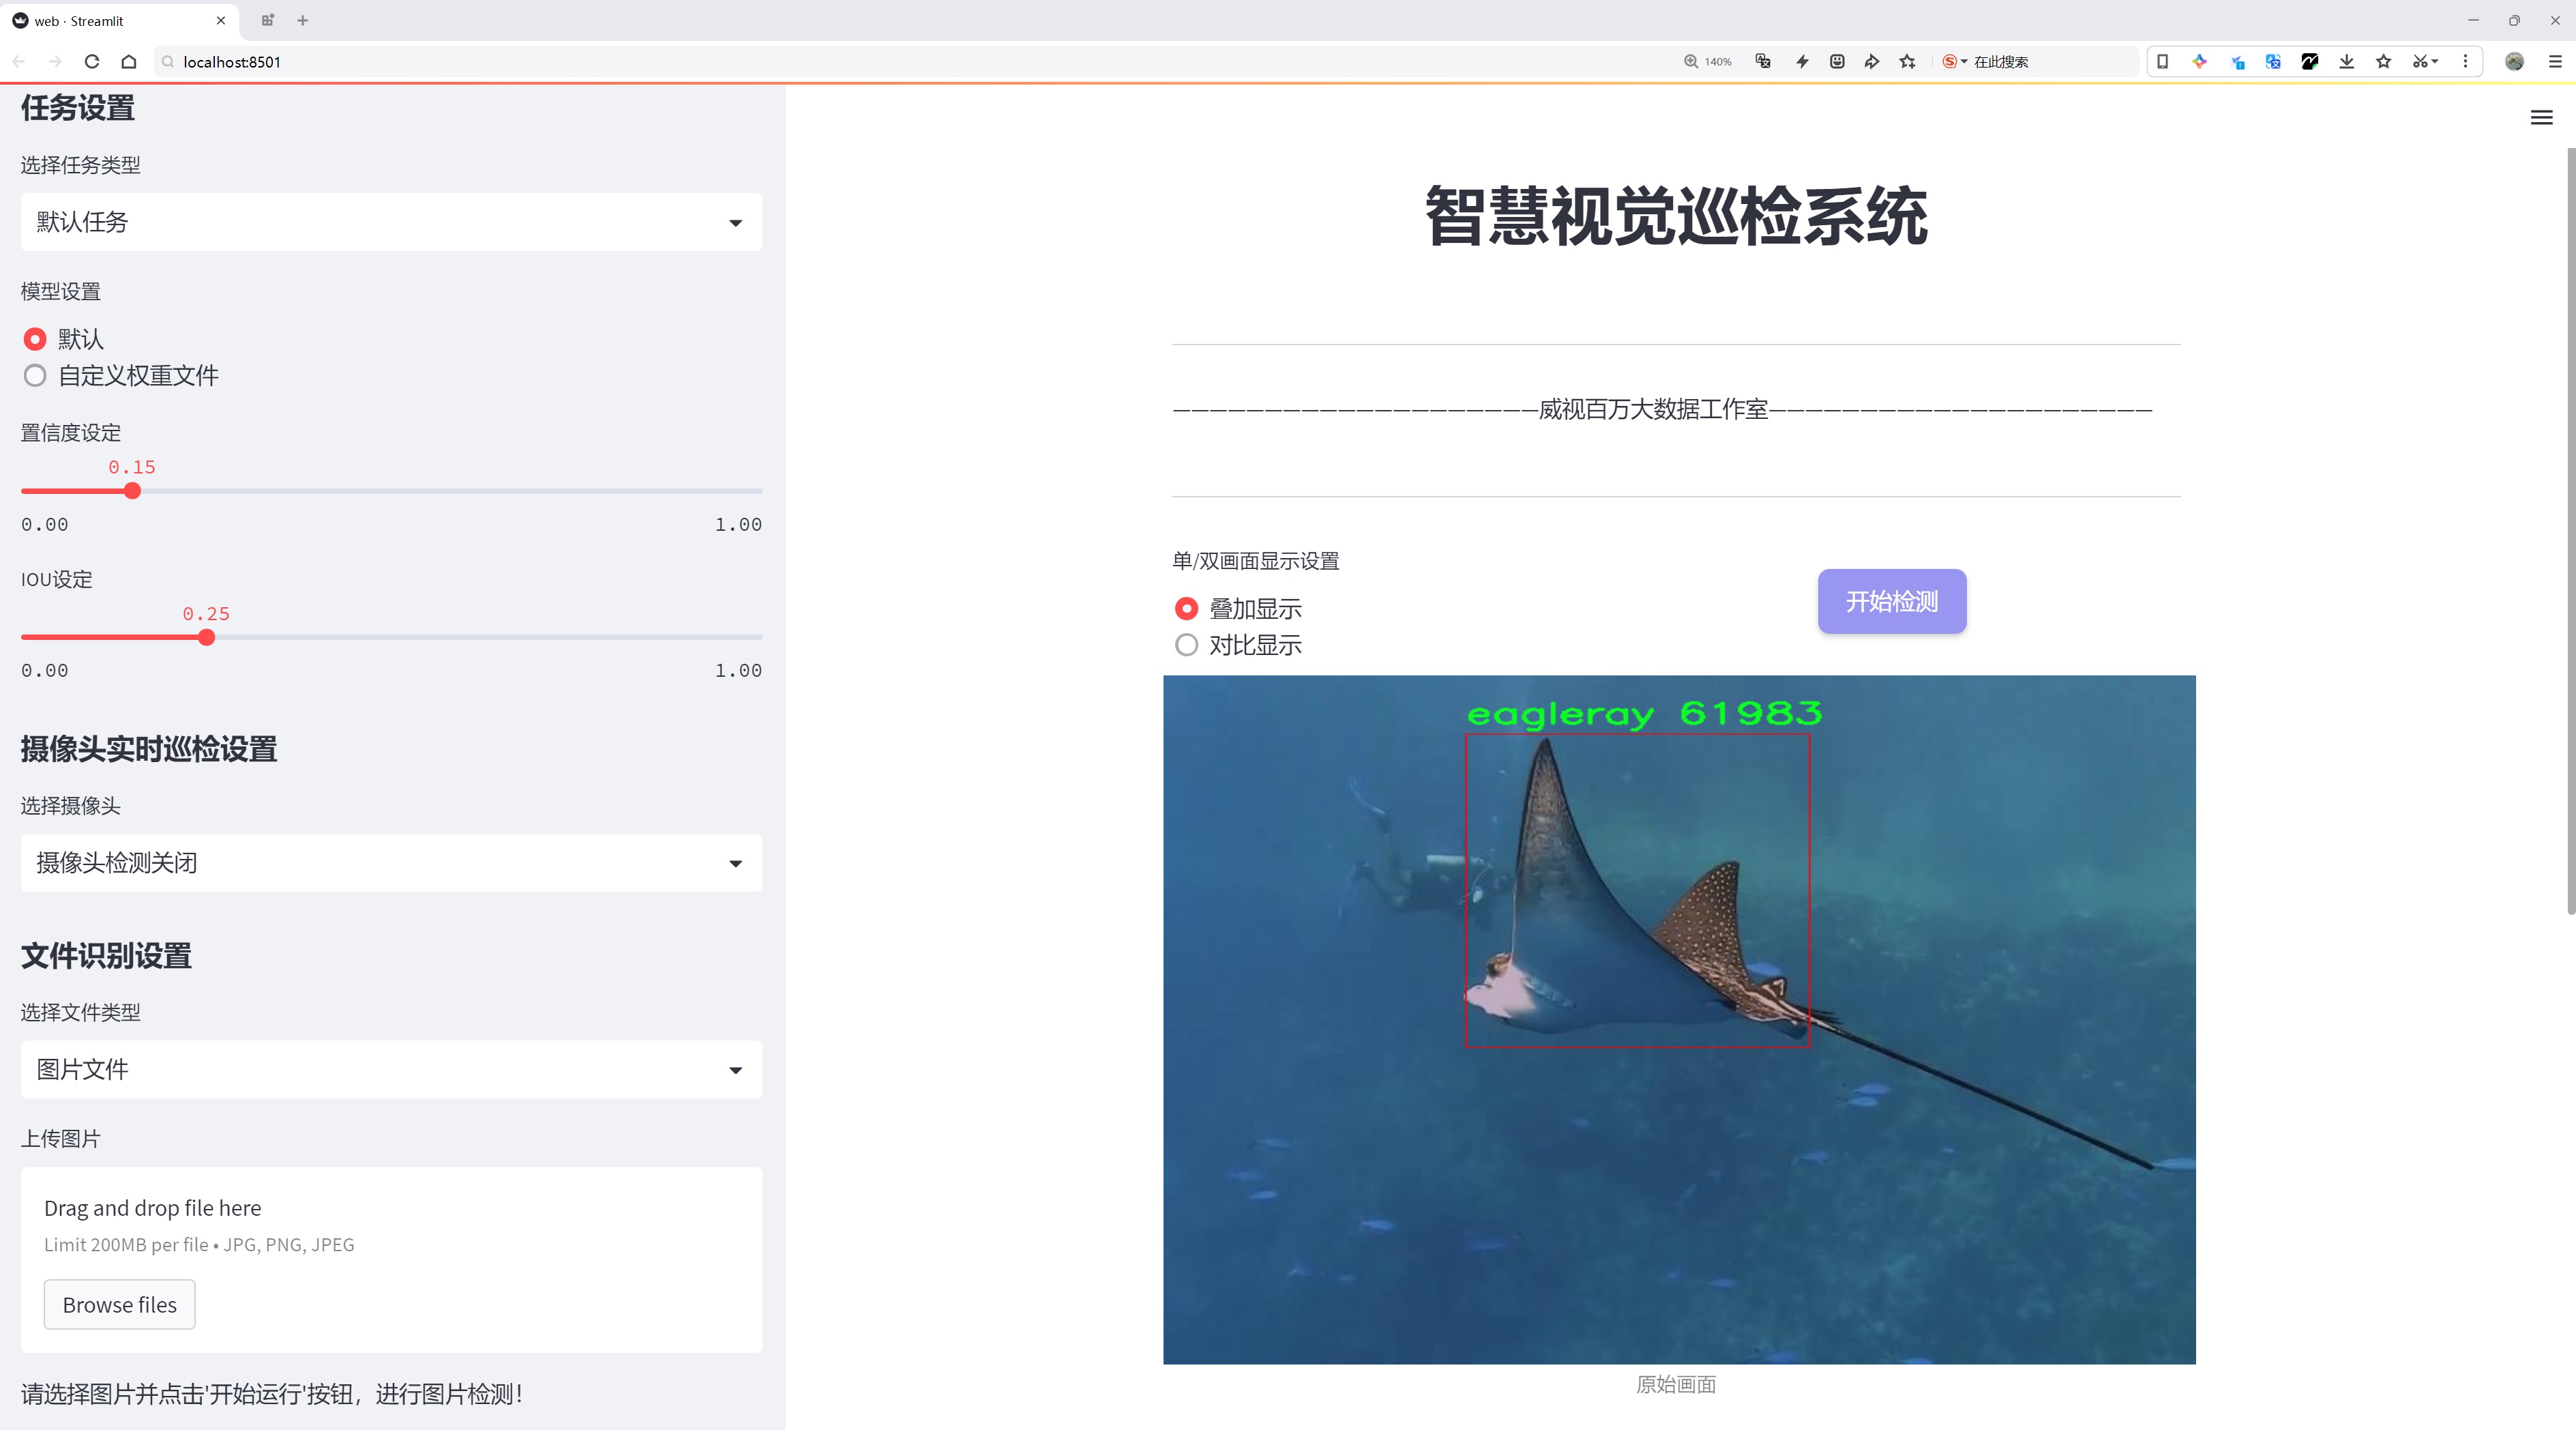 web · Streamlit
localhost:8501
140%
在此搜索
任务设置
选择任务类型
默认任务
模型设置
默认
自定义权重文件
置信度设定
0.15
0.00 1.00
IOU设定
0.25
0.00 1.00
摄像头实时巡检设置
选择摄像头
摄像头检测关闭
文件识别设置
选择文件类型
图片文件
上传图片
Drag and drop file here
Limit 200MB per file • JPG, PNG, JPEG
Browse files
请选择图片并点击'开始运行'按钮，进行图片检测！
智慧视觉巡检系统
————————————————————威视百万大数据工作室—————————————————————
单/双画面显示设置
叠加显示
对比显示
开始检测
eagleray 61983
原始画面